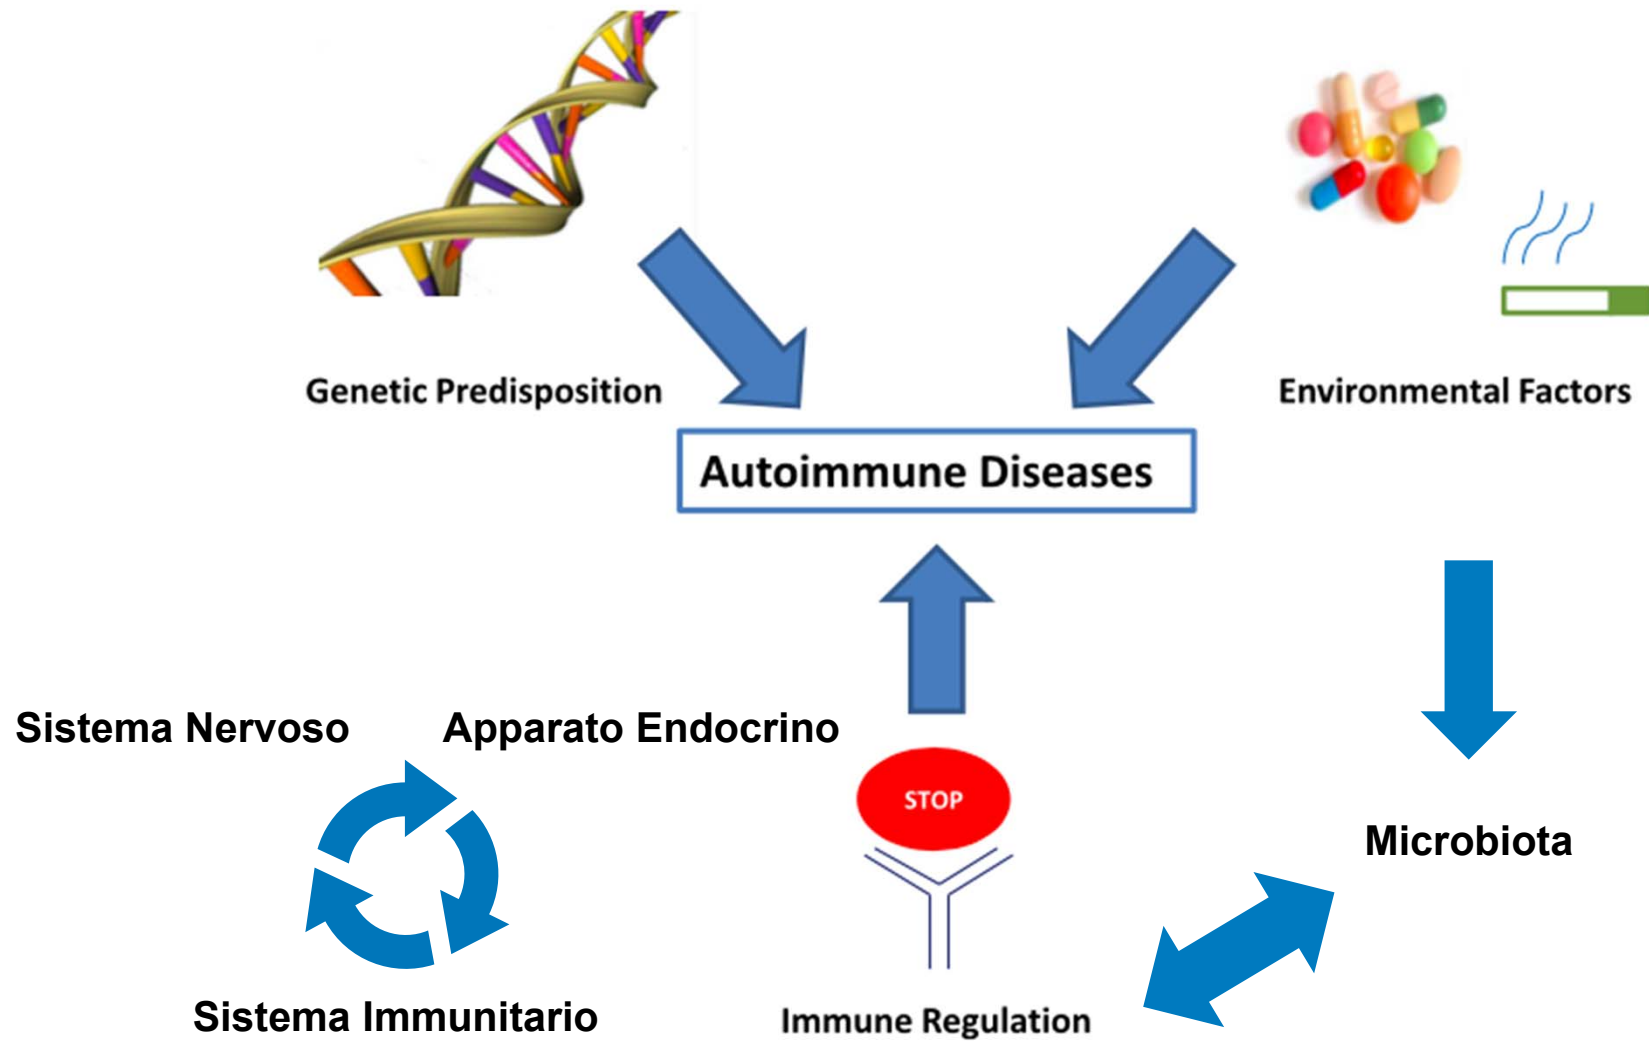 Genetic Predisposition
Environmental Factors
Autoimmune Diseases
Sistema Nervoso
Apparato Endocrino
STOP
Microbiota
Sistema Immunitario
Immune Regulation